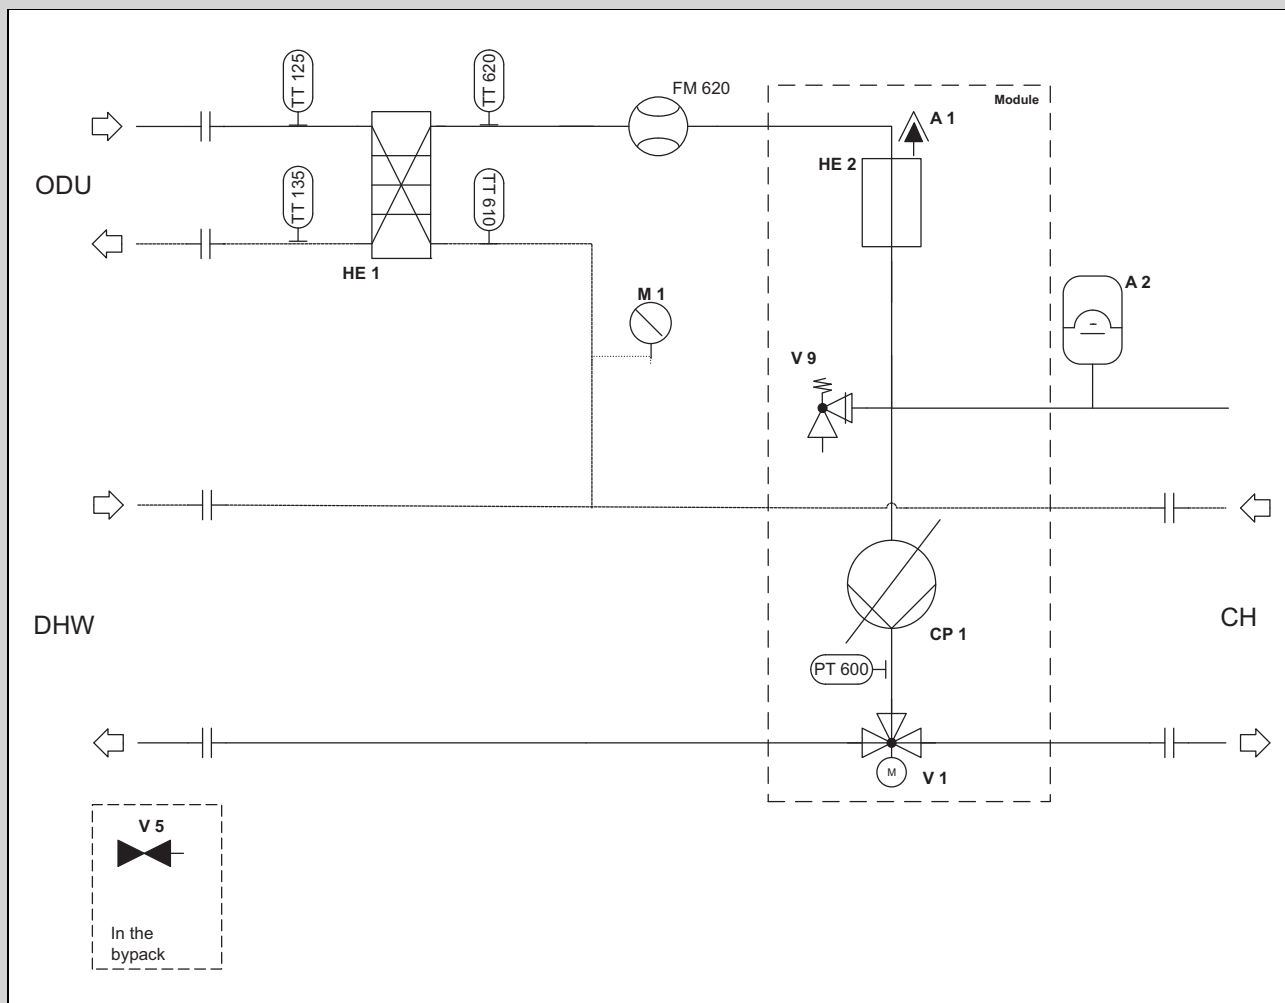 TT 125
TT 620
FM 620
Module
A 1
HE 2
ODU
TT 135
TT 610
HE 1
M 1
A 2
V 9
DHW
CH
CP 1
PT 600
M
V 1
V 5
In the
bypack